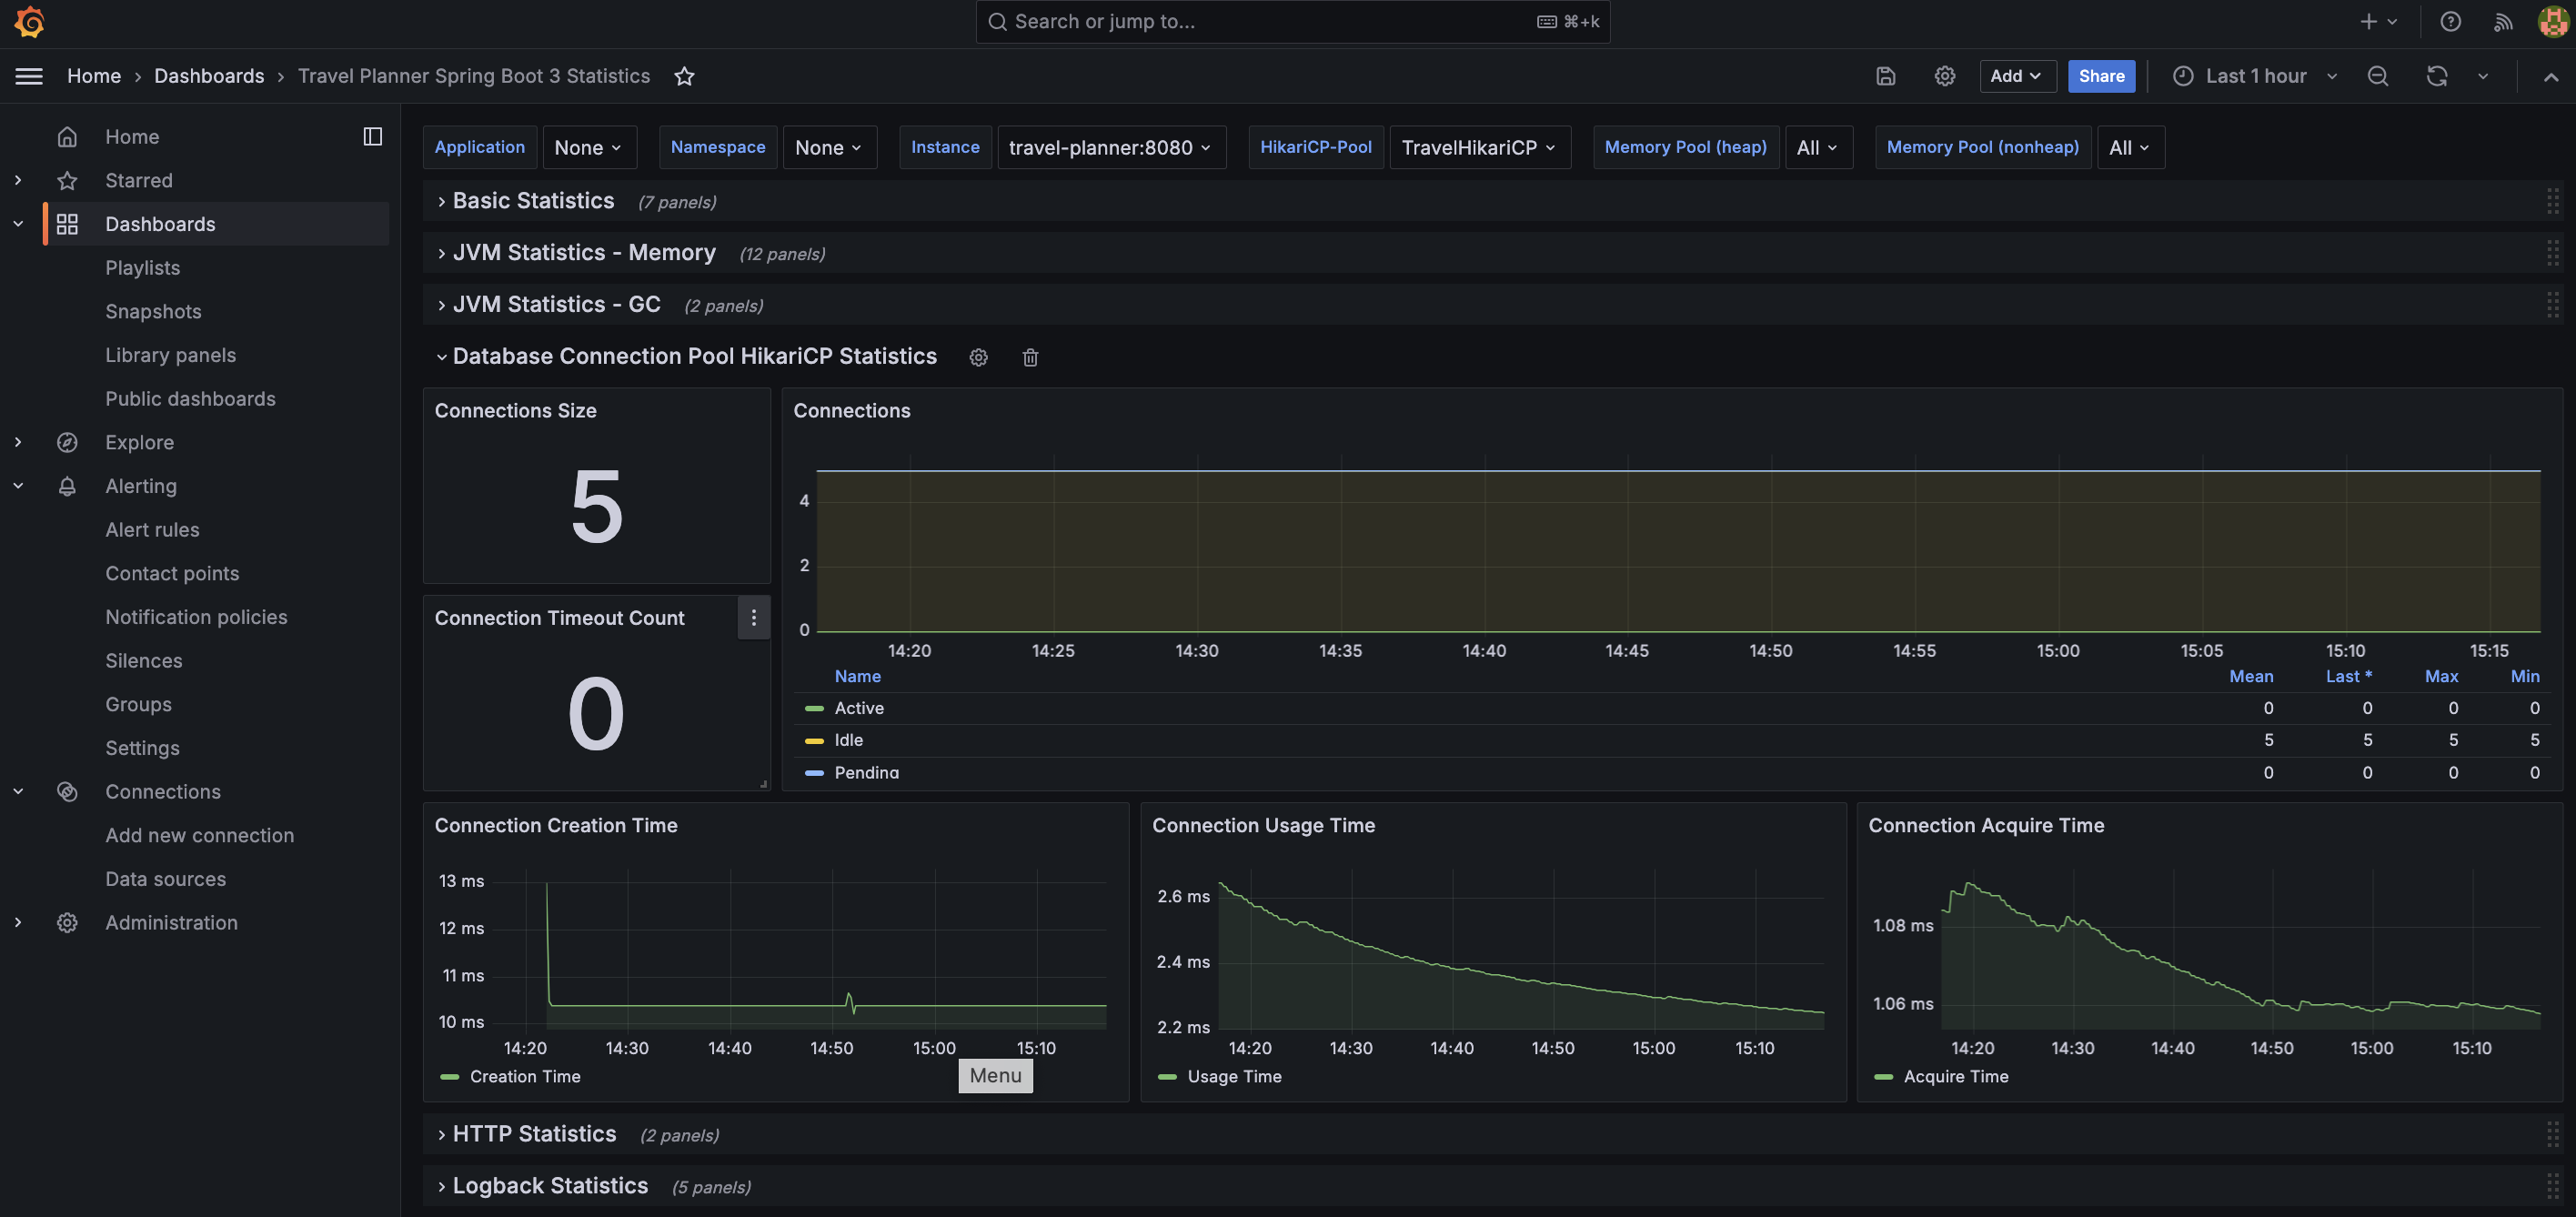 Search or jump to... ⌘+k
Home › Dashboards › Travel Planner Spring Boot 3 Statistics
Add Share Last 1 hour
Home
Starred
Dashboards
Playlists
Snapshots
Library panels
Public dashboards
Explore
Alerting
Alert rules
Contact points
Notification policies
Silences
Groups
Settings
Connections
Add new connection
Data sources
Administration
Application None Namespace None Instance travel-planner:8080 HikariCP-Pool TravelHikariCP Memory Pool (heap) All Memory Pool (nonheap) All
Basic Statistics (7 panels)
JVM Statistics - Memory (12 panels)
JVM Statistics - GC (2 panels)
Database Connection Pool HikariCP Statistics
Connections Size
5
Connection Timeout Count
0
Connections
4
2
0
14:20 14:25 14:30 14:35 14:40 14:45 14:50 14:55 15:00 15:05 15:10 15:15
Name Mean Last * Max Min
Active 0 0 0 0
Idle 5 5 5 5
Pending 0 0 0 0
Connection Creation Time
13 ms
12 ms
11 ms
10 ms
14:20 14:30 14:40 14:50 15:00 15:10
Creation Time
Menu
Connection Usage Time
2.6 ms
2.4 ms
2.2 ms
14:20 14:30 14:40 14:50 15:00 15:10
Usage Time
Connection Acquire Time
1.08 ms
1.06 ms
14:20 14:30 14:40 14:50 15:00 15:10
Acquire Time
HTTP Statistics (2 panels)
Logback Statistics (5 panels)